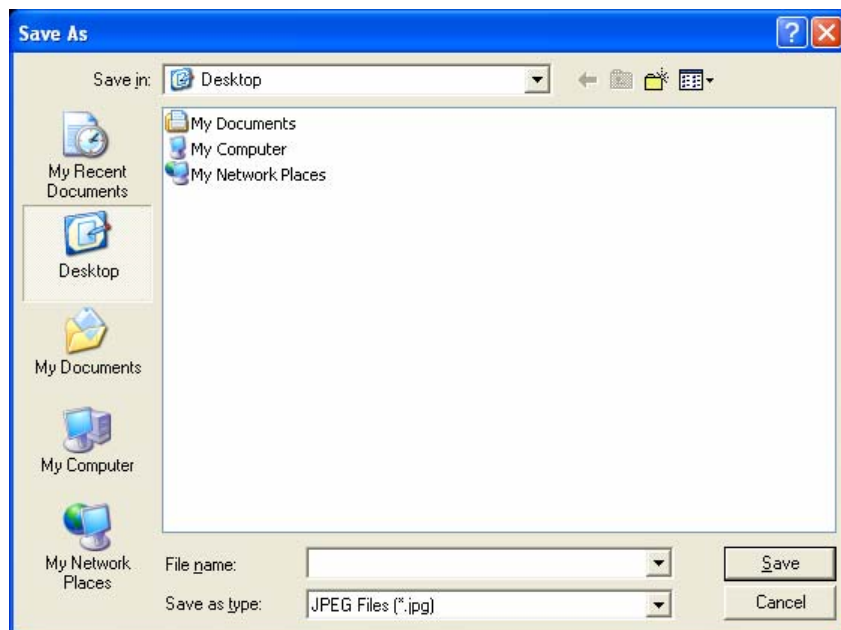 Save As
Save in:
Desktop
My Documents
My Computer
My Network Places
My Recent
Documents
Desktop
My Documents
My Computer
My Network
Places
File name:
Save
Save as type:
JPEG Files (*.jpg)
Cancel